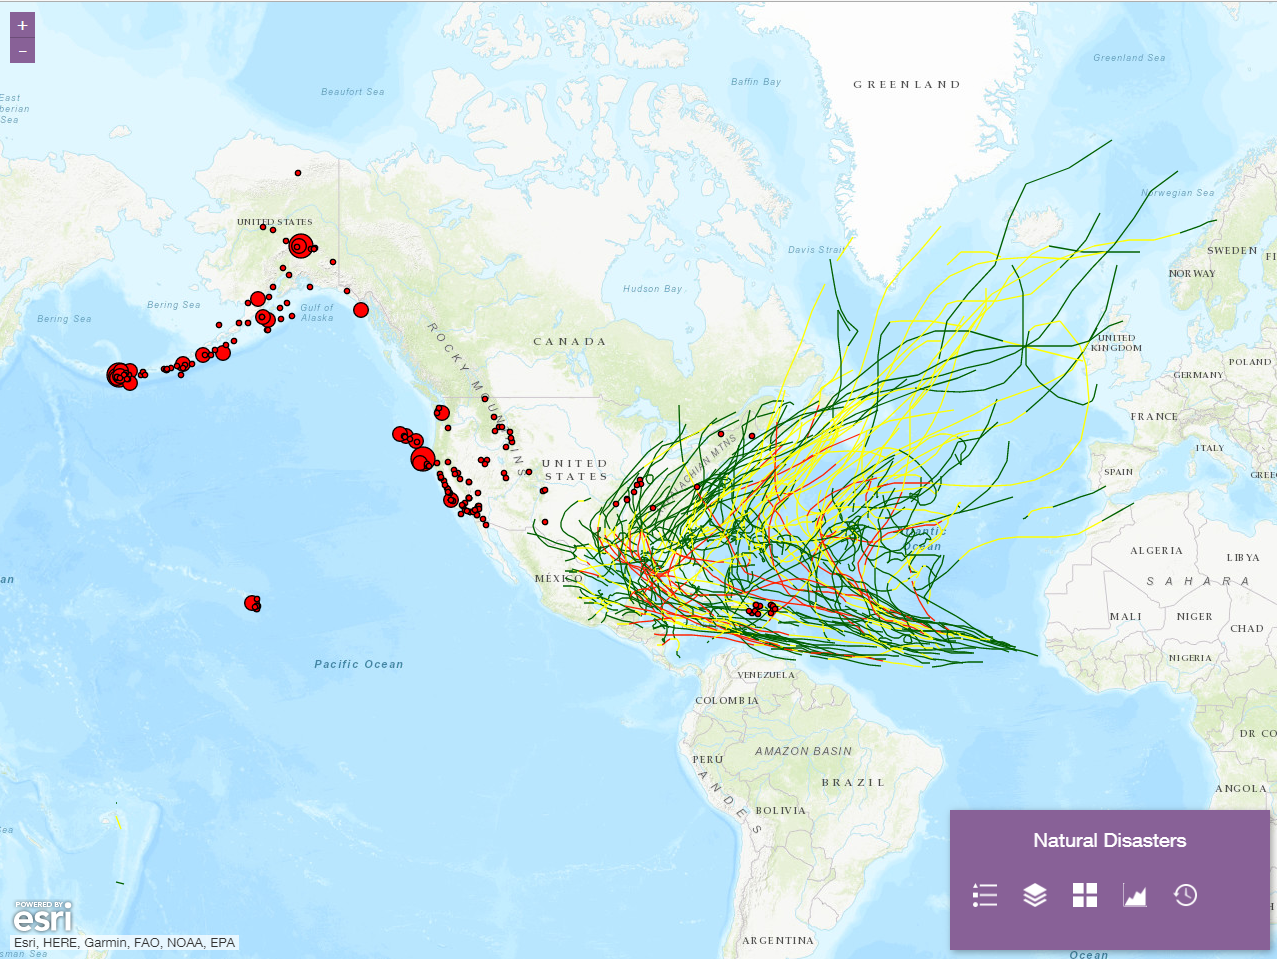 +
−
GREENLAND
Greenland Sea
Baffin Bay
Beaufort Sea
East
berian
Sea
Norwegian Sea
UNITED STATES
Davis Strait
SWEDEN
FI
NORWAY
Hudson Bay
Bering Sea
Bering Sea
Gulf of
Alaska
CANADA
ROCKY MOUNTAINS
UNITED
KINGDOM
POLAND
GERMANY
FRANCE
ITALY
SPAIN
GREEC
UNITED
STATES
APPALACHIAN MTNS
Atlantic
Ocean
ALGERIA
LIBYA
SAHARA
MÉXICO
an
MALI
NIGER
CHAD
NIGERIA
Pacific Ocean
VENEZUELA
COLOMBIA
DR CO
AMAZON BASIN
PERU
BRAZIL
ANDES
BOLIVIA
ANGOLA
Sea
Natural Disasters
POWERED BY
esri
Esri, HERE, Garmin, FAO, NOAA, EPA
sman Sea
ARGENTINA
Ocean